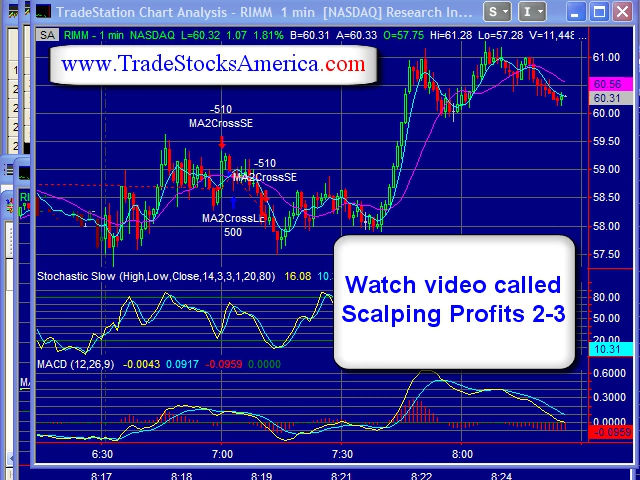 TradeStation Chart Analysis - RIMM 1 min [NASDAQ] Research In...
S
I
SA
RIMM - 1 min NASDAQ L=60.32 1.07 1.81% B=60.31 A=60.33 O=57.75 Hi=61.28 Lo=57.28 V=11,448 ...
www.TradeStocksAmerica.com
61.00
60.56
60.31
60.00
59.50
59.00
58.50
58.00
57.50
-510
MA2CrossSE
-510
MA2CrossSE
MA2CrossLE
500
Watch video called
Scalping Profits 2-3
Stochastic Slow (High,Low,Close,14,3,3,1,20,80) 16.08
80.00
50.00
20.00
10.31
MACD (12,26,9) -0.0043 0.0917 -0.0959 0.0000
0.6000
0.3000
0.0000
-0.0959
6:30 7:00 7:30 8:00
8:17 8:18 8:19 8:21 8:22 8:24